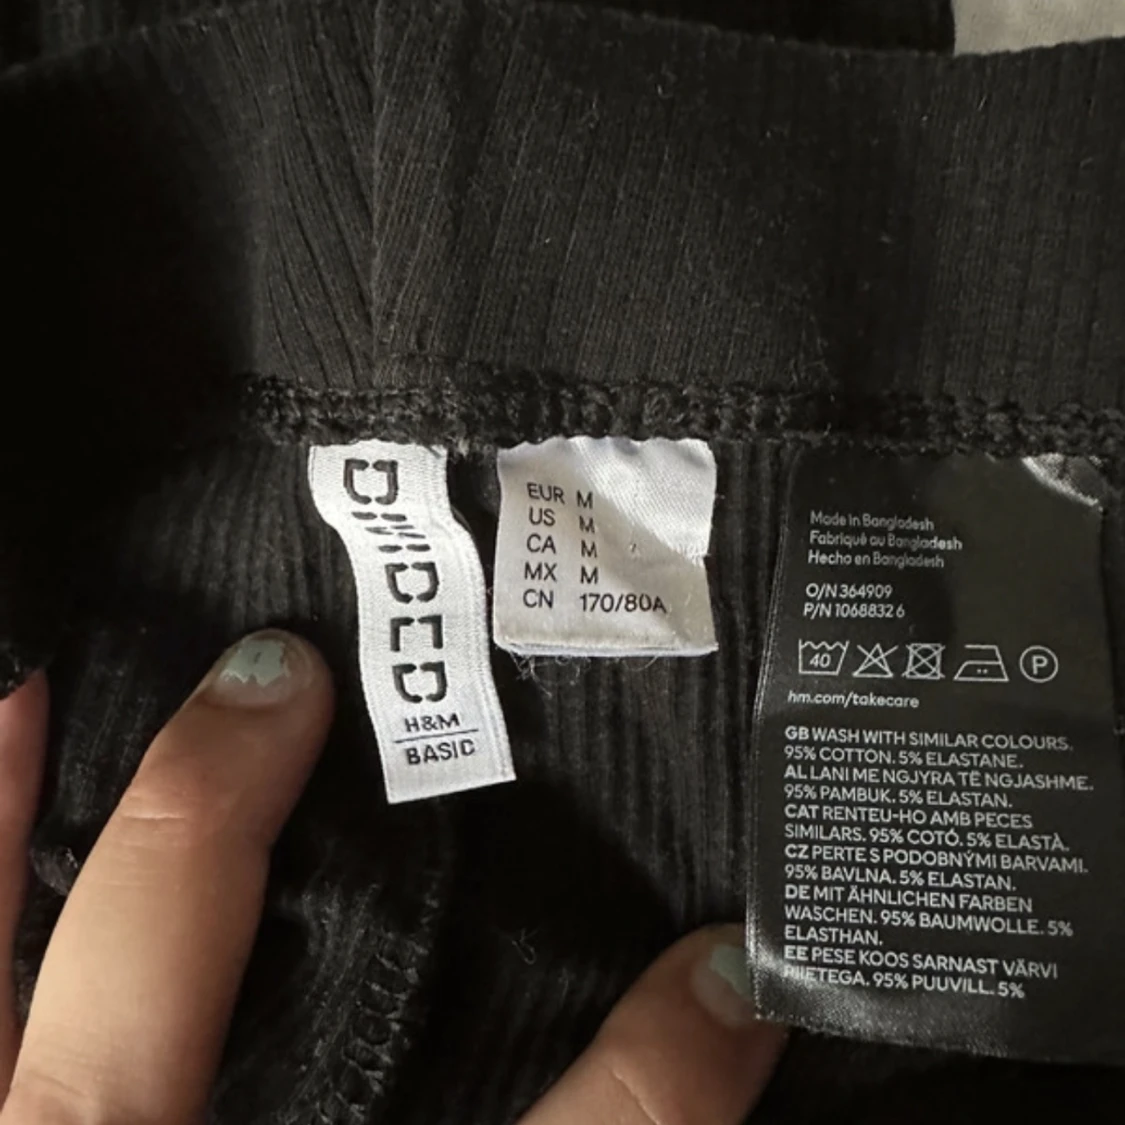 DIVIDED
H&M
BASIC
EUR M
US M
CA M
MX M
CN 170/80A
Made in Bangladesh
Fabriqué au Bangladesh
Hecho en Bangladesh
O/N 364909
P/N 1068832 6
40
P
hm.com/takecare
GB WASH WITH SIMILAR COLOURS.
95% COTTON. 5% ELASTANE.
AL LANI ME NGJYRA TË NGJASHME.
95% PAMBUK. 5% ELASTAN.
CAT RENTEU-HO AMB PECES
SIMILARS. 95% COTÓ. 5% ELASTÀ.
CZ PERTE S PODOBNÝMI BARVAMI.
95% BAVLNA. 5% ELASTAN.
DE MIT ÄHNLICHEN FARBEN
WASCHEN. 95% BAUMWOLLE. 5%
ELASTHAN.
EE PESE KOOS SARNAST VÄRVI
RIIETEGA. 95% PUUVILL. 5%